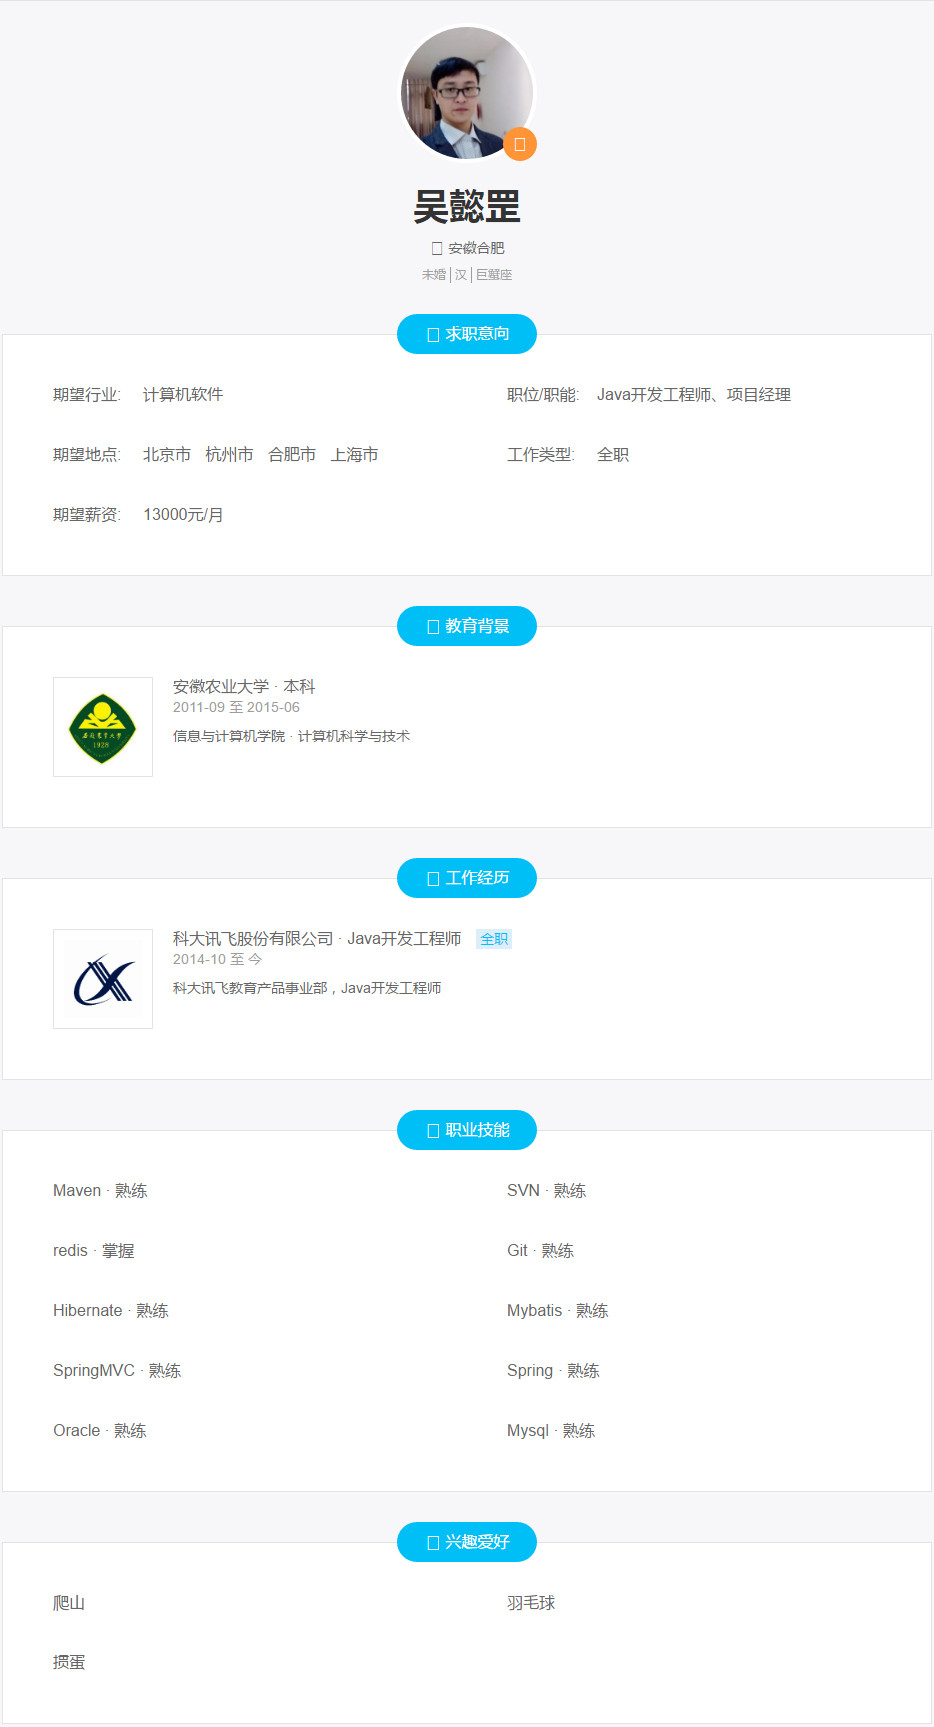 吴懿罡
安徽合肥
未婚 汉 巨蟹座
求职意向
期望行业: 计算机软件 职位/职能: Java开发工程师、项目经理
期望地点: 北京市 杭州市 合肥市 上海市 工作类型: 全职
期望薪资: 13000元/月
教育背景
安徽农业大学 · 本科
2011-09 至 2015-06
信息与计算机学院 · 计算机科学与技术
1928
工作经历
科大讯飞股份有限公司 · Java开发工程师 全职
2014-10 至 今
科大讯飞教育产品事业部，Java开发工程师
职业技能
Maven · 熟练 SVN · 熟练
redis · 掌握 Git · 熟练
Hibernate · 熟练 Mybatis · 熟练
SpringMVC · 熟练 Spring · 熟练
Oracle · 熟练 Mysql · 熟练
兴趣爱好
爬山 羽毛球
掼蛋